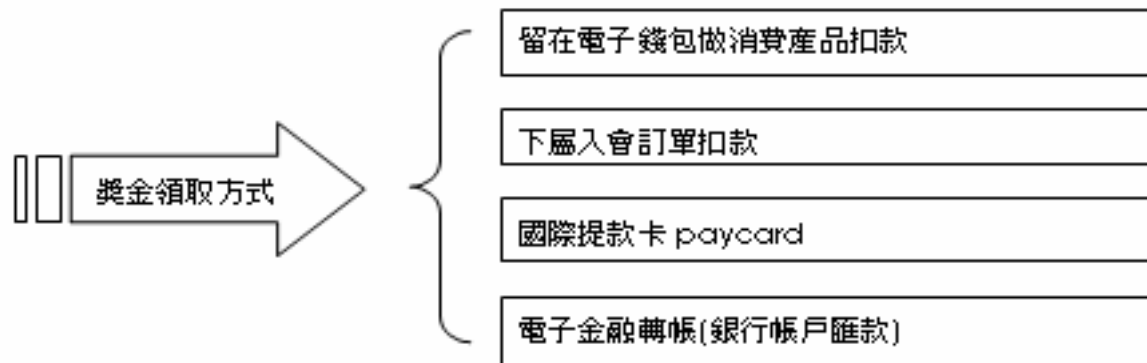 獎金領取方式
留在電子錢包做消費產品扣款
下屬入會訂單扣款
國際提款卡 paycard
電子金融轉帳(銀行帳戶匯款)